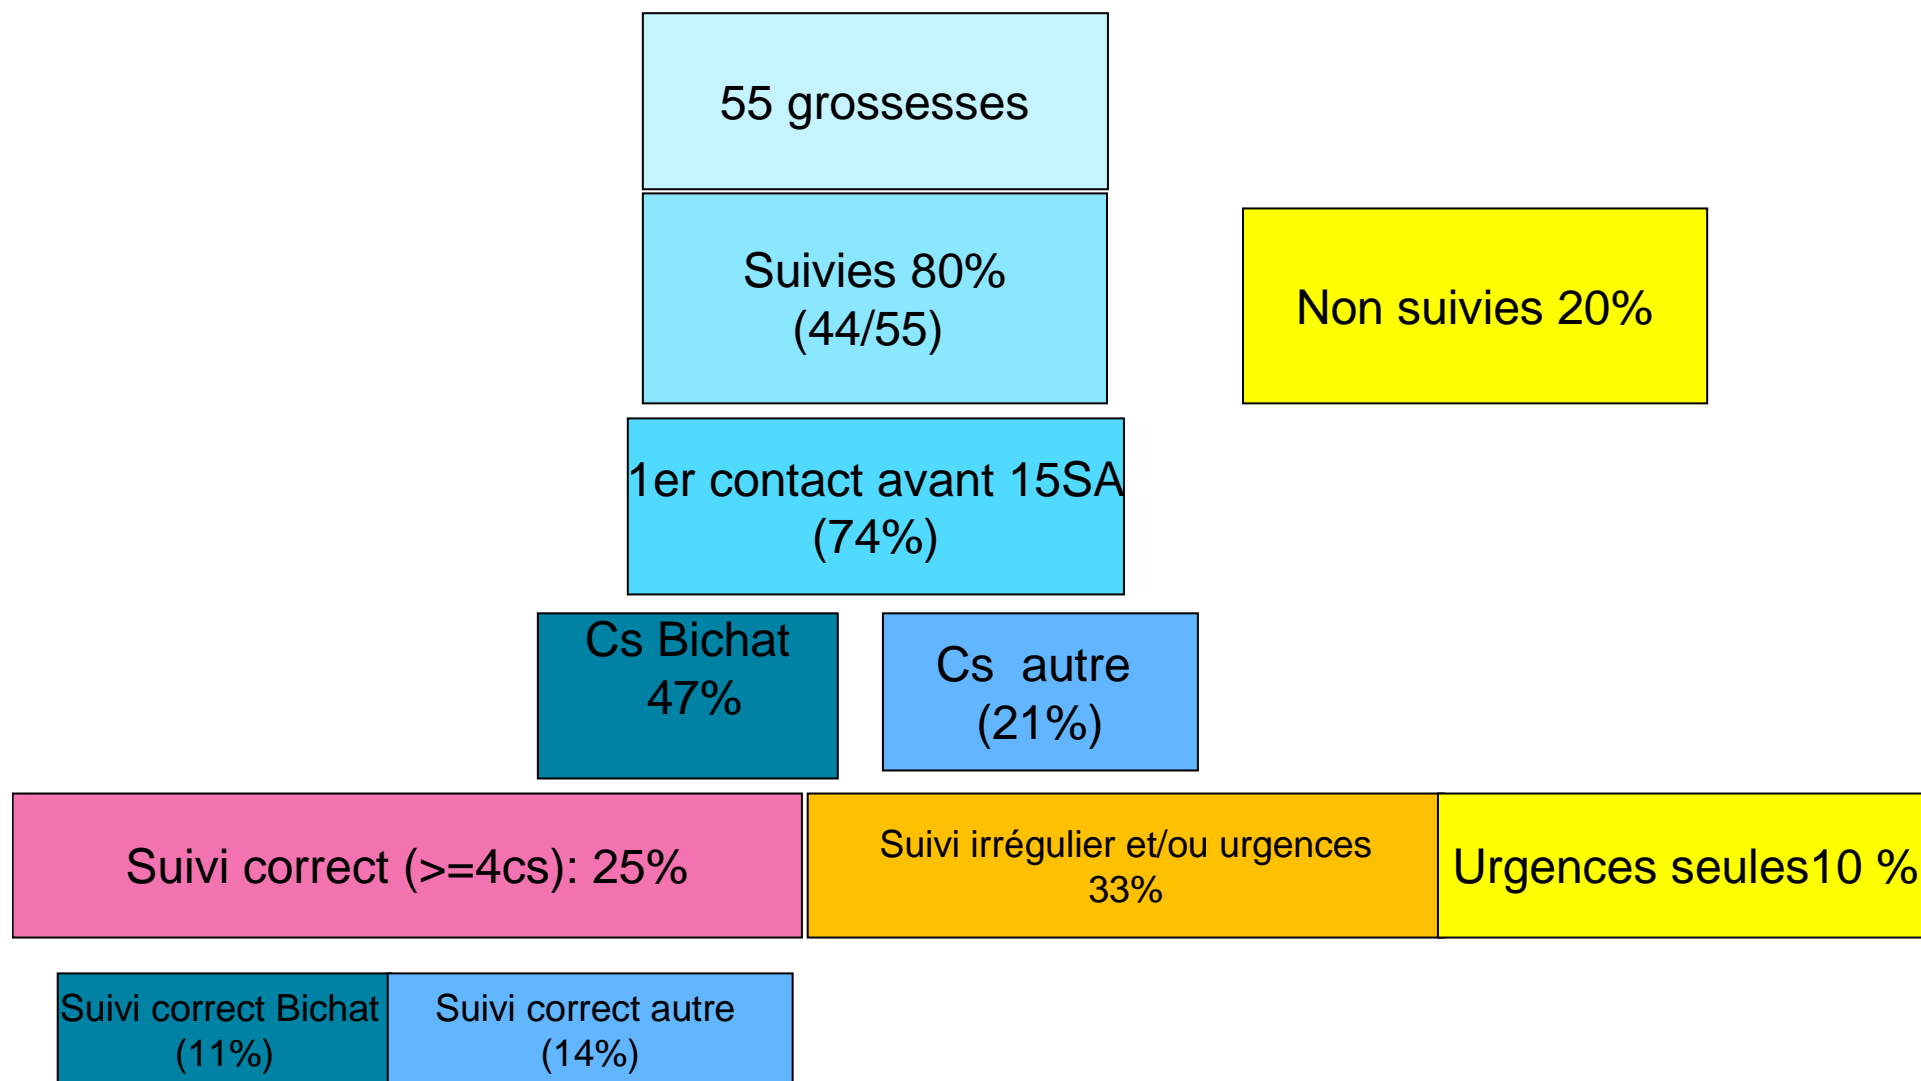 55 grossesses
Suivies 80%
(44/55)
Non suivies 20%
1er contact avant 15SA
(74%)
Cs Bichat
47%
Cs autre
(21%)
Suivi correct (>=4cs): 25%
Suivi irrégulier et/ou urgences
33%
Urgences seules10 %
Suivi correct Bichat
(11%)
Suivi correct autre
(14%)